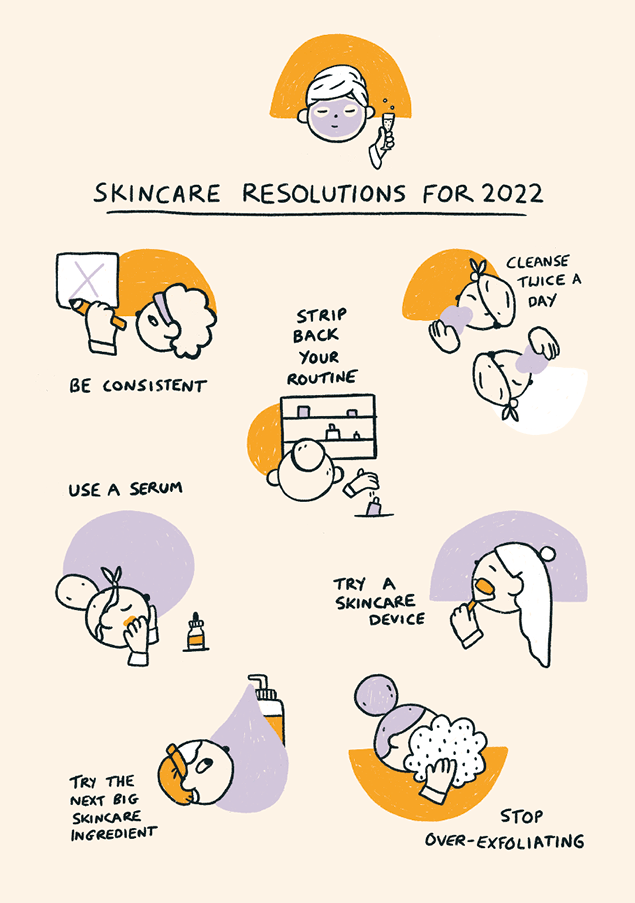 SKINCARE RESOLUTIONS FOR 2022
BE CONSISTENT
STRIP
BACK
YOUR
ROUTINE
CLEANSE
TWICE A
DAY
USE A SERUM
TRY A
SKINCARE
DEVICE
TRY THE
NEXT BIG
SKINCARE
INGREDIENT
STOP
OVER-EXFOLIATING